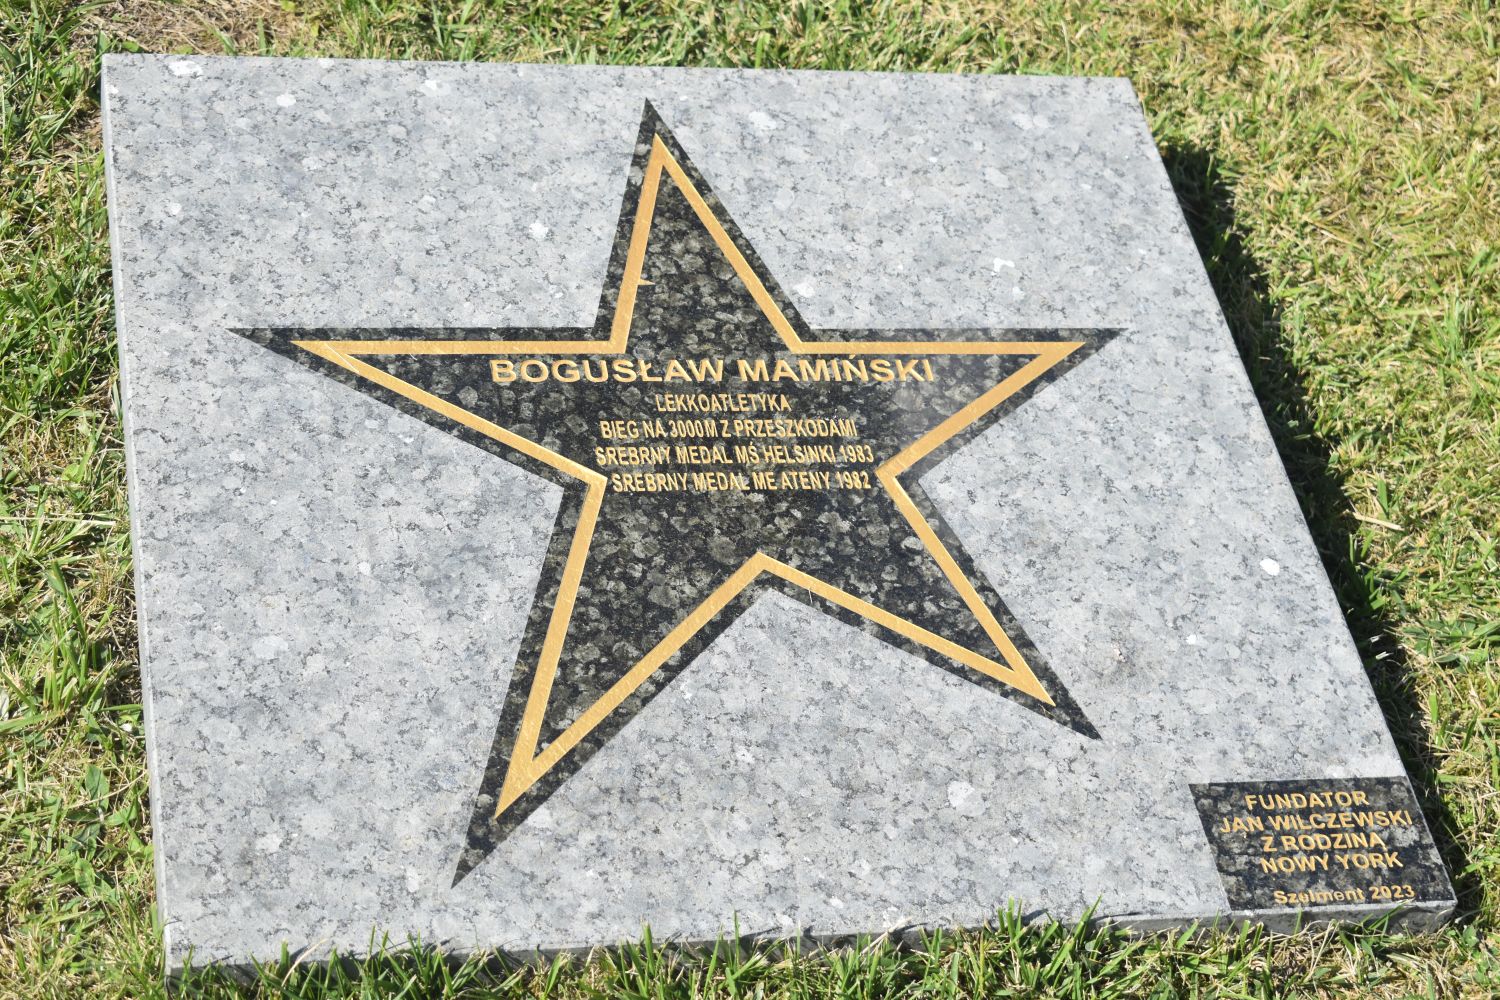 BOGUSŁAW MAMIŃSKI
LEKKOATLETYKA
BIEG NA 3000 M Z PRZESZKODAMI
SREBRNY MEDAL MŚ HELSINKI 1983
SREBRNY MEDAL ME ATENY 1982
FUNDATOR
JAN WILCZEWSKI
Z RODZINĄ
NOWY YORK
Szelment 2023